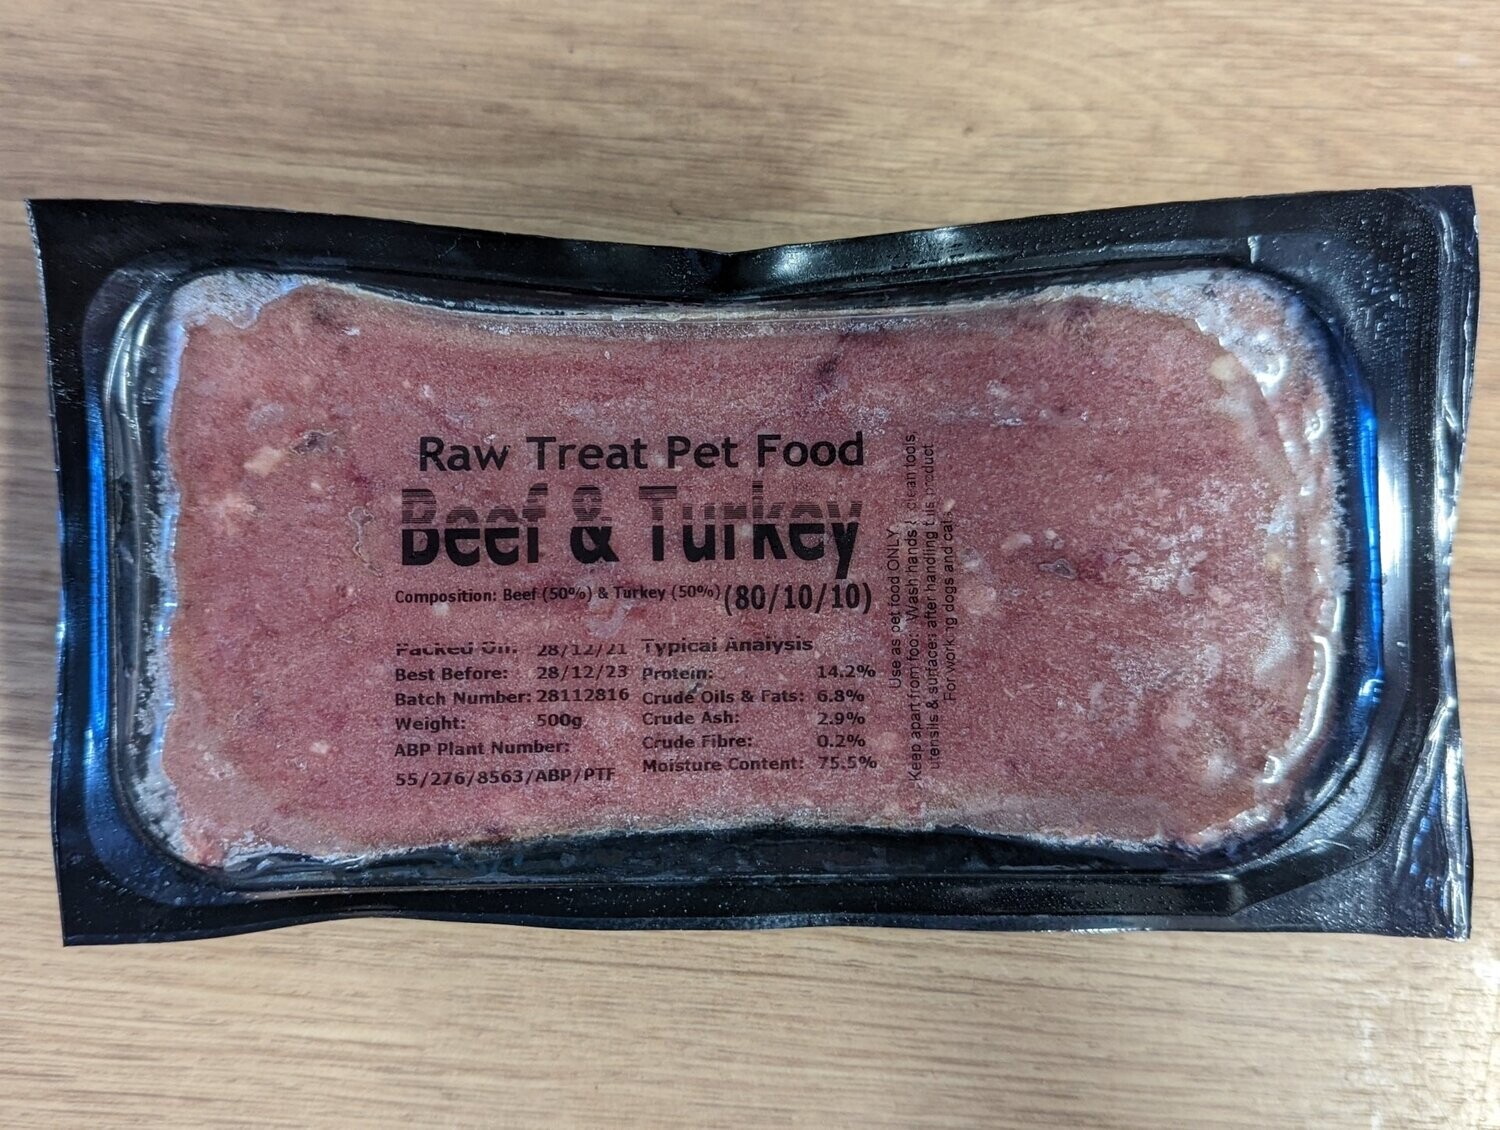 Raw Treat Pet Food
Beef & Turkey
Composition: Beef (50%) & Turkey (50%) (80/10/10)
Packed On: 28/12/21
Best Before: 28/12/23
Batch Number: 28112816
Weight: 500g
ABP Plant Number:
55/276/8563/ABP/PTF
Typical Analysis
Protein: 14.2%
Crude Oils & Fats: 6.8%
Crude Ash: 2.9%
Crude Fibre: 0.2%
Moisture Content: 75.5%
Use as pet food ONLY
Keep apart from food. Wash hands & clean tools,
utensils & surfaces after handling this product
For working dogs and cats